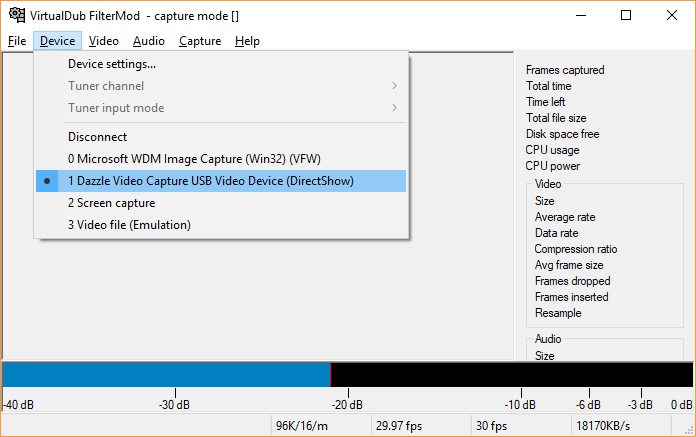 VirtualDub FilterMod - capture mode []
File Device Video Audio Capture Help
Device settings...
Tuner channel
Tuner input mode
Disconnect
0 Microsoft WDM Image Capture (Win32) (VFW)
1 Dazzle Video Capture USB Video Device (DirectShow)
2 Screen capture
3 Video file (Emulation)
Frames captured
Total time
Time left
Total file size
Disk space free
CPU usage
CPU power
Video
Size
Average rate
Data rate
Compression ratio
Avg frame size
Frames dropped
Frames inserted
Resample
Audio
Size
-40 dB -30 dB -20 dB -10 dB -6 dB -3 dB 0 dB
96K/16/m 29.97 fps 30 fps 18170KB/s